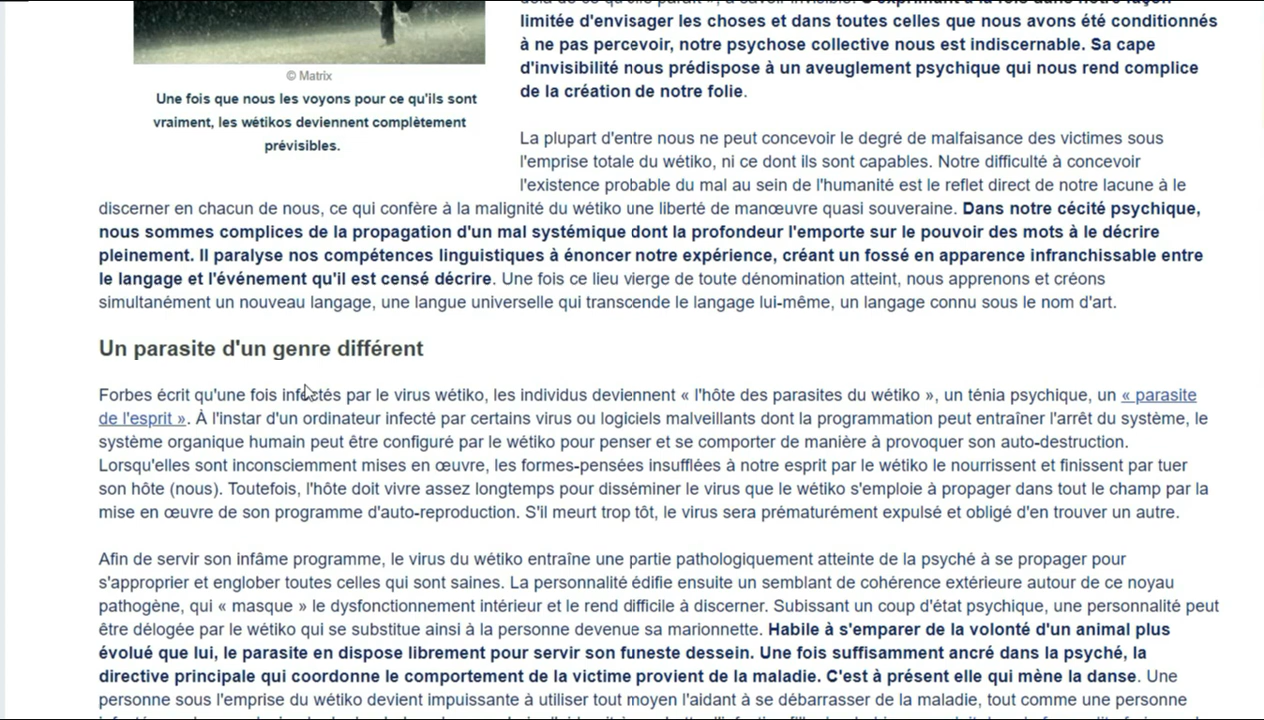 delà de ce qu'elle paraît », à savoir invisible. S'exprimant à la fois dans notre façon
limitée d'envisager les choses et dans toutes celles que nous avons été conditionnés
à ne pas percevoir, notre psychose collective nous est indiscernable. Sa cape
d'invisibilité nous prédispose à un aveuglement psychique qui nous rend complice
de la création de notre folie.
© Matrix
Une fois que nous les voyons pour ce qu'ils sont
vraiment, les wétikos deviennent complètement
prévisibles.
La plupart d'entre nous ne peut concevoir le degré de malfaisance des victimes sous
l'emprise totale du wétiko, ni ce dont ils sont capables. Notre difficulté à concevoir
l'existence probable du mal au sein de l'humanité est le reflet direct de notre lacune à le
discerner en chacun de nous, ce qui confère à la malignité du wétiko une liberté de manœuvre quasi souveraine. Dans notre cécité psychique,
nous sommes complices de la propagation d'un mal systémique dont la profondeur l'emporte sur le pouvoir des mots à le décrire
pleinement. Il paralyse nos compétences linguistiques à énoncer notre expérience, créant un fossé en apparence infranchissable entre
le langage et l'événement qu'il est censé décrire. Une fois ce lieu vierge de toute dénomination atteint, nous apprenons et créons
simultanément un nouveau langage, une langue universelle qui transcende le langage lui-même, un langage connu sous le nom d'art.
Un parasite d'un genre différent
Forbes écrit qu'une fois infectés par le virus wétiko, les individus deviennent « l'hôte des parasites du wétiko », un ténia psychique, un « parasite
de l'esprit ». À l'instar d'un ordinateur infecté par certains virus ou logiciels malveillants dont la programmation peut entraîner l'arrêt du système, le
système organique humain peut être configuré par le wétiko pour penser et se comporter de manière à provoquer son auto-destruction.
Lorsqu'elles sont inconsciemment mises en œuvre, les formes-pensées insufflées à notre esprit par le wétiko le nourrissent et finissent par tuer
son hôte (nous). Toutefois, l'hôte doit vivre assez longtemps pour disséminer le virus que le wétiko s'emploie à propager dans tout le champ par la
mise en œuvre de son programme d'auto-reproduction. S'il meurt trop tôt, le virus sera prématurément expulsé et obligé d'en trouver un autre.
Afin de servir son infâme programme, le virus du wétiko entraîne une partie pathologiquement atteinte de la psyché à se propager pour
s'approprier et englober toutes celles qui sont saines. La personnalité édifie ensuite un semblant de cohérence extérieure autour de ce noyau
pathogène, qui « masque » le dysfonctionnement intérieur et le rend difficile à discerner. Subissant un coup d'état psychique, une personnalité peut
être délogée par le wétiko qui se substitue ainsi à la personne devenue sa marionnette. Habile à s'emparer de la volonté d'un animal plus
évolué que lui, le parasite en dispose librement pour servir son funeste dessein. Une fois suffisamment ancré dans la psyché, la
directive principale qui coordonne le comportement de la victime provient de la maladie. C'est à présent elle qui mène la danse. Une
personne sous l'emprise du wétiko devient impuissante à utiliser tout moyen l'aidant à se débarrasser de la maladie, tout comme une personne